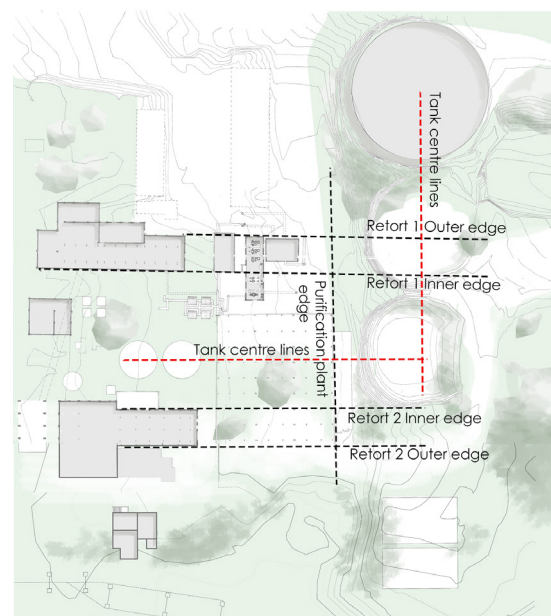 Tank centre lines
Retort 1 Outer edge
Retort 1 Inner edge
Purification plant
edge
Tank centre lines
Retort 2 Inner edge
Retort 2 Outer edge